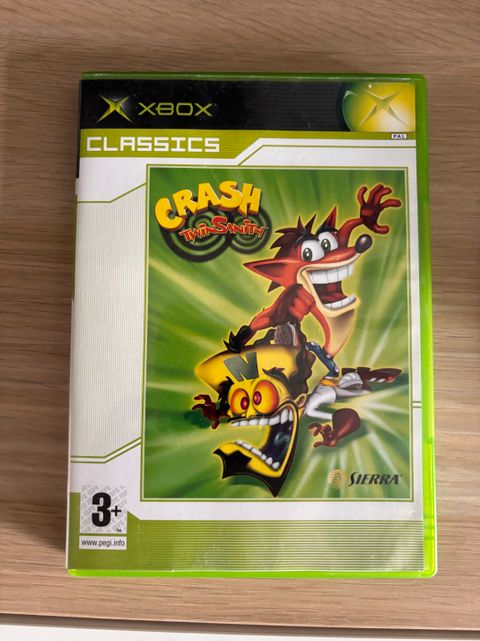 XBOX
PAL
CLASSICS
CRASH
TWINSANITY
N
SIERRA
3+
www.pegi.info